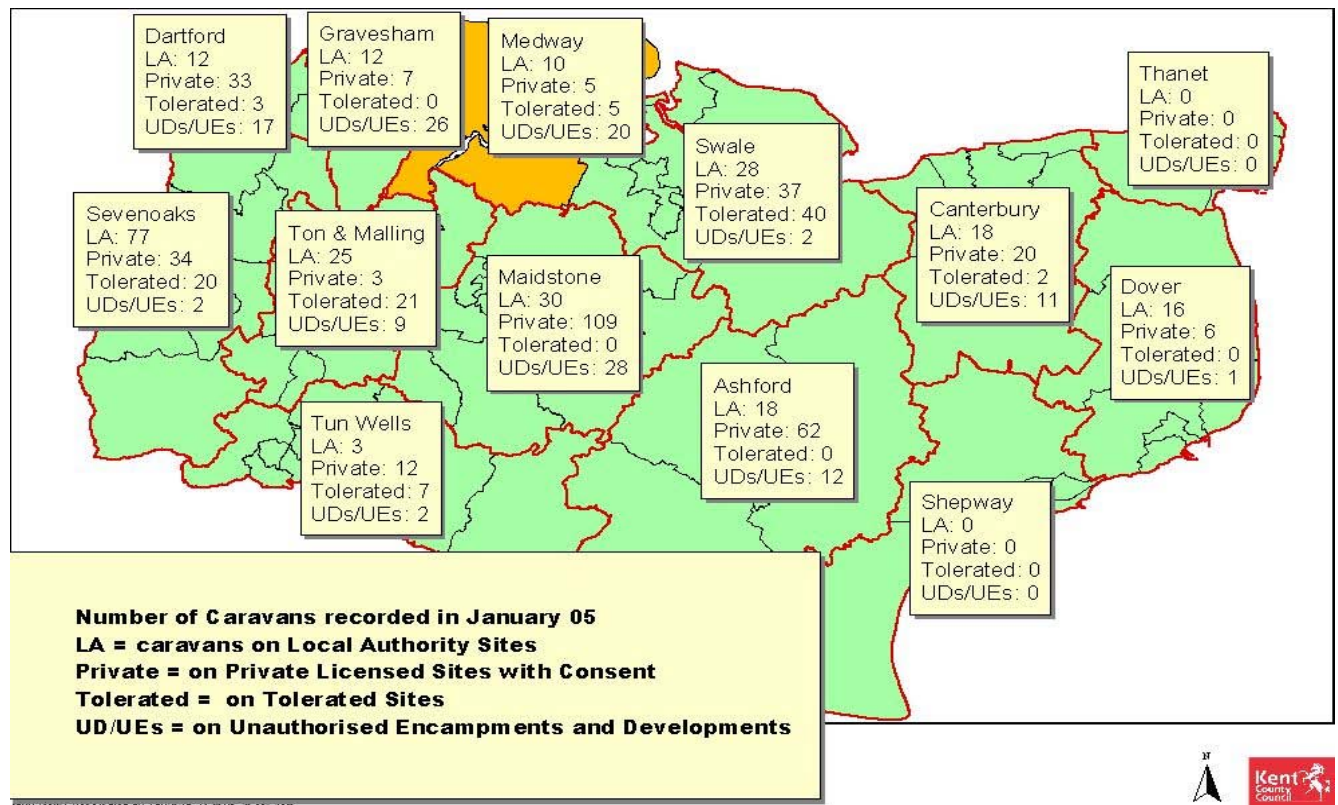 Dartford
LA: 12
Private: 33
Tolerated: 3
UDs/UEs: 17
Gravesham
LA: 12
Private: 7
Tolerated: 0
UDs/UEs: 26
Medway
LA: 10
Private: 5
Tolerated: 5
UDs/UEs: 20
Thanet
LA: 0
Private: 0
Tolerated: 0
UDs/UEs: 0
Swale
LA: 28
Private: 37
Tolerated: 40
UDs/UEs: 2
Sevenoaks
LA: 77
Private: 34
Tolerated: 20
UDs/UEs: 2
Ton & Malling
LA: 25
Private: 3
Tolerated: 21
UDs/UEs: 9
Maidstone
LA: 30
Private: 109
Tolerated: 0
UDs/UEs: 28
Canterbury
LA: 18
Private: 20
Tolerated: 2
UDs/UEs: 11
Dover
LA: 16
Private: 6
Tolerated: 0
UDs/UEs: 1
Ashford
LA: 18
Private: 62
Tolerated: 0
UDs/UEs: 12
Tun Wells
LA: 3
Private: 12
Tolerated: 7
UDs/UEs: 2
Shepway
LA: 0
Private: 0
Tolerated: 0
UDs/UEs: 0
Number of Caravans recorded in January 05
LA = caravans on Local Authority Sites
Private = on Private Licensed Sites with Consent
Tolerated = on Tolerated Sites
UD/UEs = on Unauthorised Encampments and Developments
N
Kent
County
Council